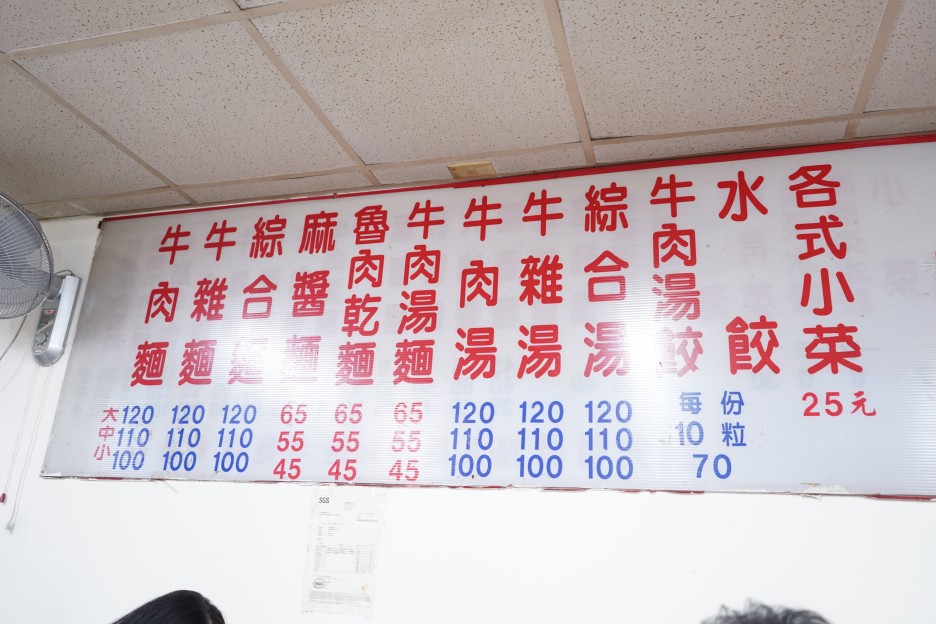 牛肉麵
牛雜麵
綜合麵
麻醬麵
魯肉乾麵
牛肉湯麵
牛肉湯
牛雜湯
綜合湯
牛肉湯餃
水餃
各式小菜
大 120 120 120 65 65 65 120 120 120
中 110 110 110 55 55 55 110 110 110
小 100 100 100 45 45 45 100 100 100
每份
10粒
70
25元
SGS